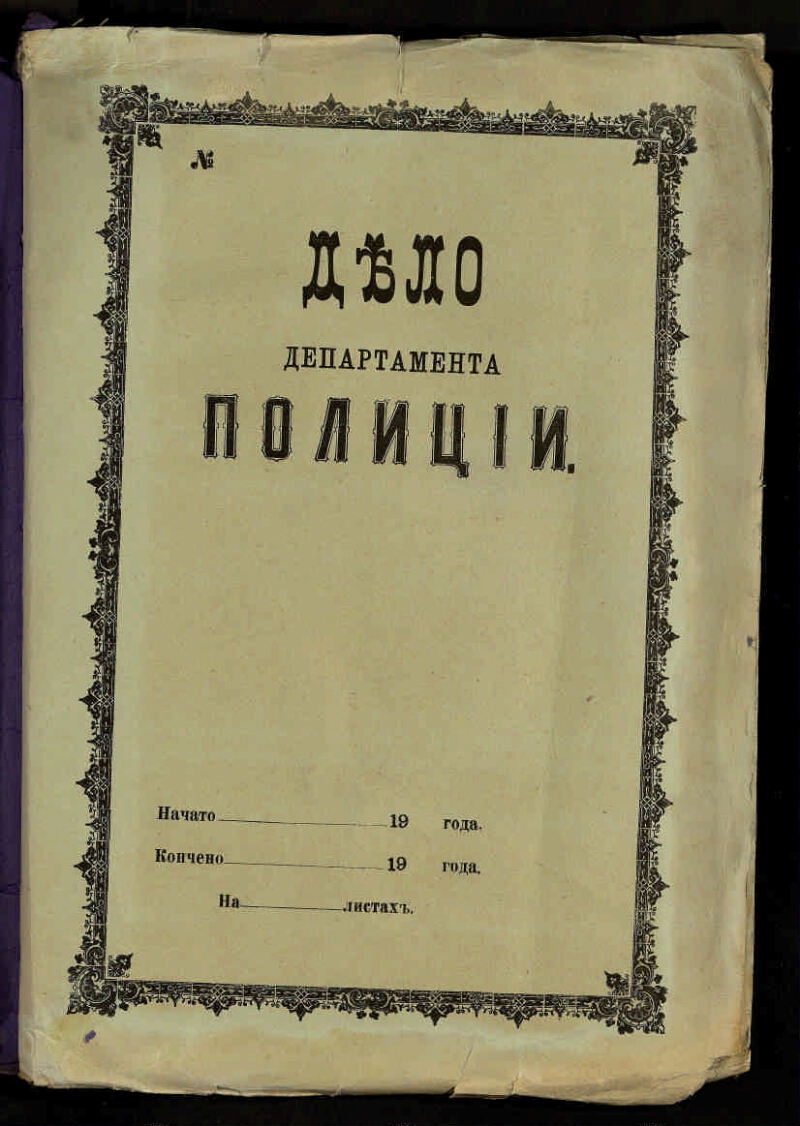 №
ДѢЛО
ДЕПАРТАМЕНТА
ПОЛИЦІИ.
Начато 19 года.
Кончено 19 года.
На листахъ.